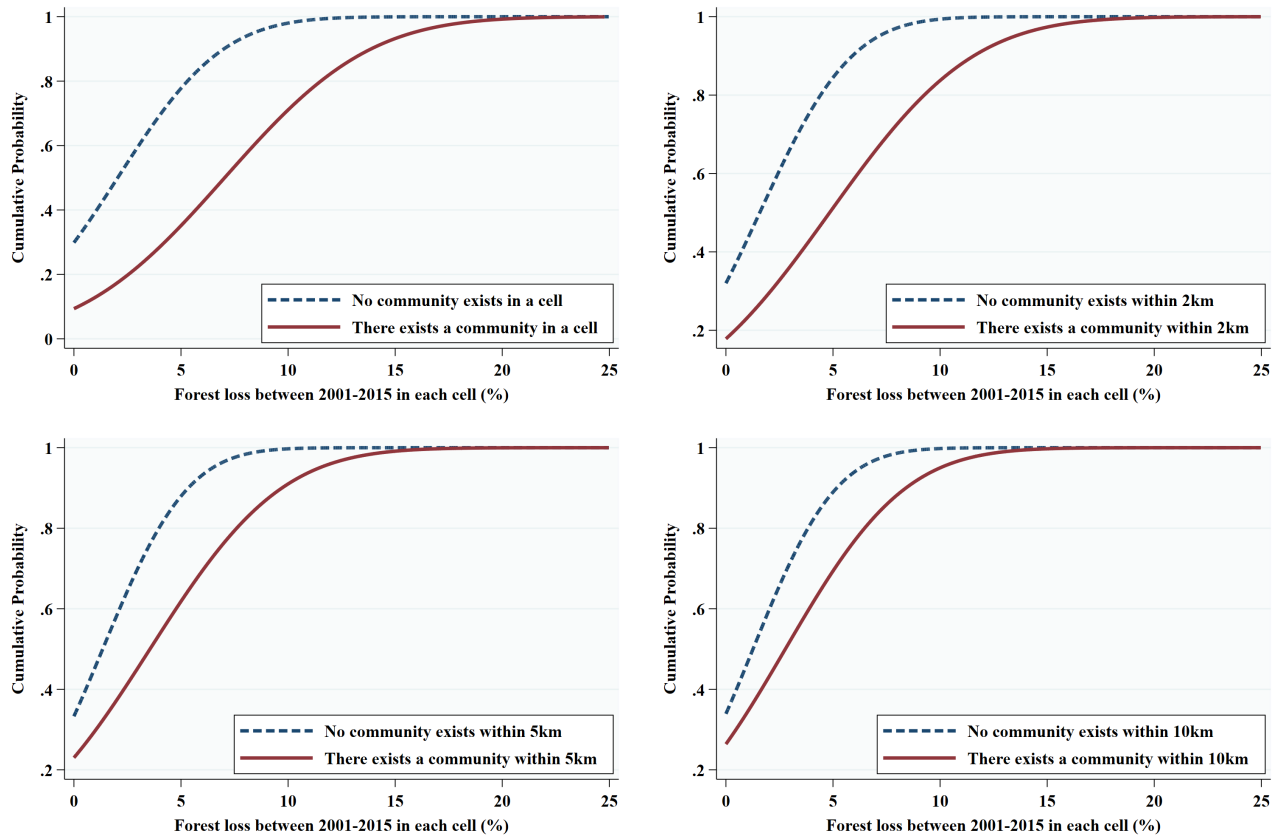 Cumulative Probability
1
.8
.6
.4
.2
0
No community exists in a cell
There exists a community in a cell
0 5 10 15 20 25
Forest loss between 2001-2015 in each cell (%)
Cumulative Probability
1
.8
.6
.4
.2
No community exists within 2km
There exists a community within 2km
0 5 10 15 20 25
Forest loss between 2001-2015 in each cell (%)
Cumulative Probability
1
.8
.6
.4
.2
No community exists within 5km
There exists a community within 5km
0 5 10 15 20 25
Forest loss between 2001-2015 in each cell (%)
Cumulative Probability
1
.8
.6
.4
.2
No community exists within 10km
There exists a community within 10km
0 5 10 15 20 25
Forest loss between 2001-2015 in each cell (%)